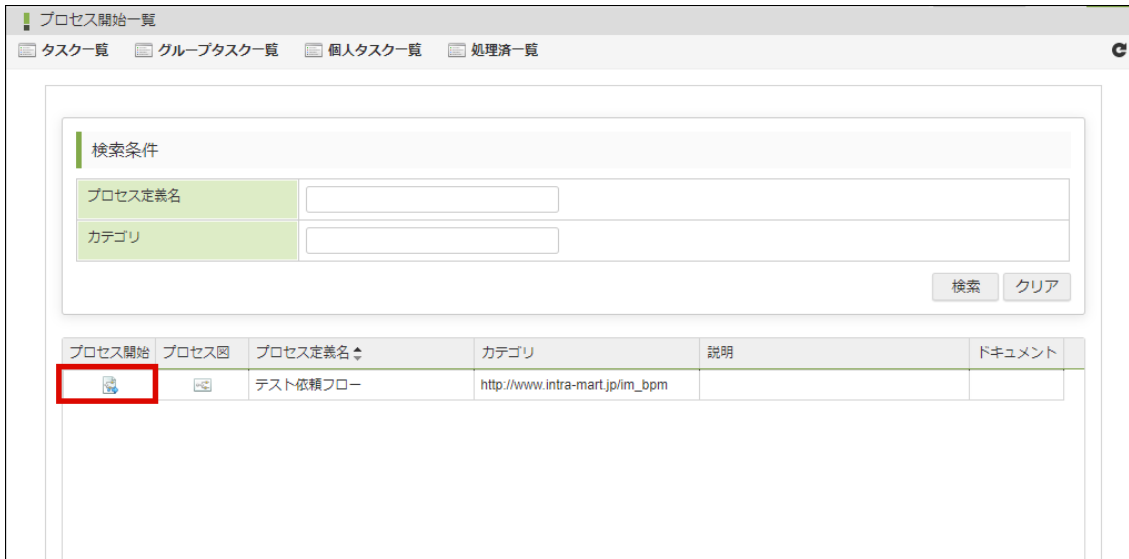 プロセス開始一覧
タスク一覧 グループタスク一覧 個人タスク一覧 処理済一覧
検索条件
プロセス定義名
カテゴリ
検索 クリア
プロセス開始 プロセス図 プロセス定義名 カテゴリ 説明 ドキュメント
テスト依頼フロー http://www.intra-mart.jp/im_bpm